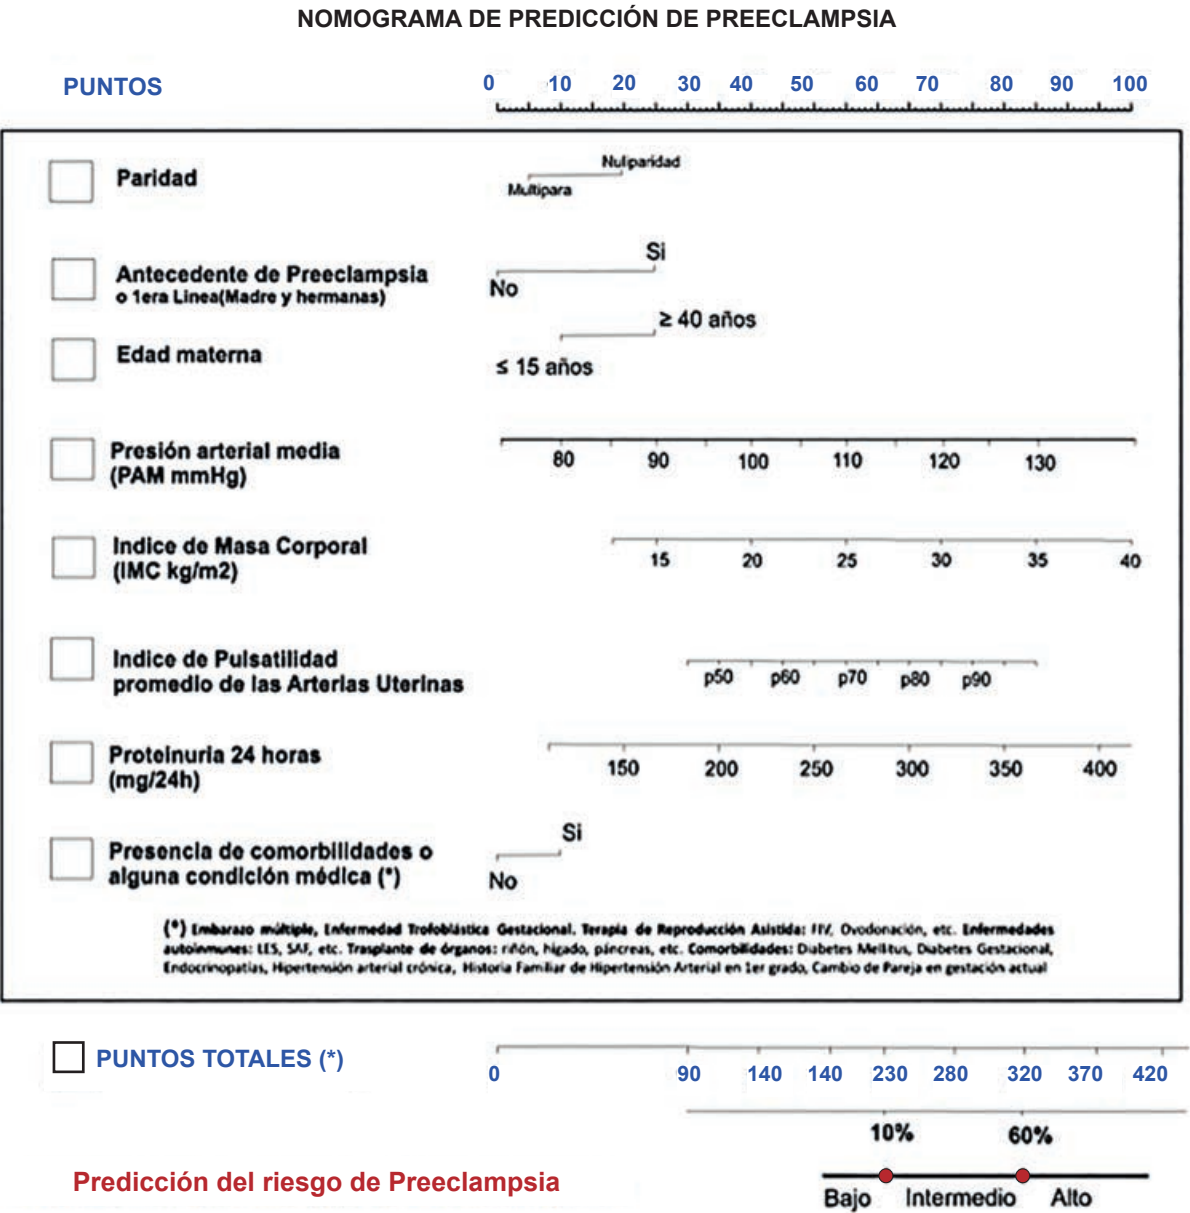 NOMOGRAMA DE PREDICCIÓN DE PREECLAMPSIA
PUNTOS
0 10 20 30 40 50 60 70 80 90 100
Paridad
Nuliparidad
Multipara
Antecedente de Preeclampsia
o 1era Linea(Madre y hermanas)
Si
No
Edad materna
≥ 40 años
≤ 15 años
Presión arterial media
(PAM mmHg)
80 90 100 110 120 130
Indice de Masa Corporal
(IMC kg/m2)
15 20 25 30 35 40
Indice de Pulsatilidad
promedio de las Arterias Uterinas
p50 p60 p70 p80 p90
Proteinuria 24 horas
(mg/24h)
150 200 250 300 350 400
Presencia de comorbilidades o
alguna condición médica (*)
Si
No
(*) Embarazo múltiple, Enfermedad Trofoblástica Gestacional. Terapia de Reproducción Asistida: FIV, Ovodonación, etc. Enfermedades
autoinmunes: LES, SAF, etc. Trasplante de órganos: riñón, hígado, páncreas, etc. Comorbilidades: Diabetes Mellitus, Diabetes Gestacional,
Endocrinopatías, Hipertensión arterial crónica, Historia Familiar de Hipertensión Arterial en 1er grado, Cambio de Pareja en gestación actual
PUNTOS TOTALES (*)
0 90 140 140 230 280 320 370 420
10% 60%
Predicción del riesgo de Preeclampsia
Bajo Intermedio Alto